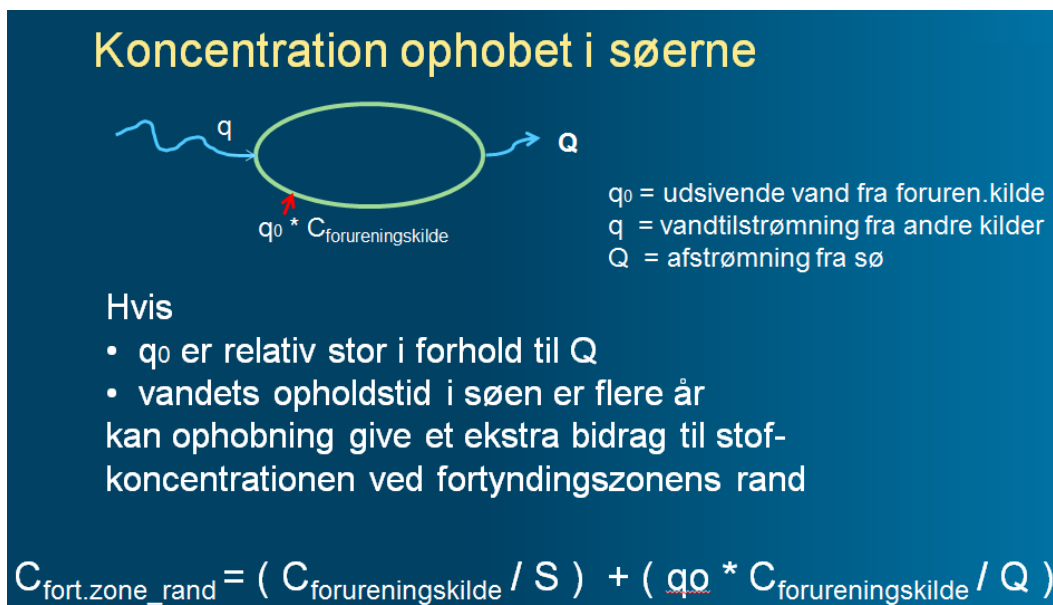 Koncentration ophobet i søerne
q
Q
q0 * Cforureningskilde
q0 = udsivende vand fra foruren.kilde
q = vandtilstrømning fra andre kilder
Q = afstrømning fra sø
Hvis
• q0 er relativ stor i forhold til Q
• vandets opholdstid i søen er flere år
kan ophobning give et ekstra bidrag til stof-
koncentrationen ved fortyndingszonens rand
Cfort.zone_rand = ( Cforureningskilde / S ) + ( qo * Cforureningskilde / Q )